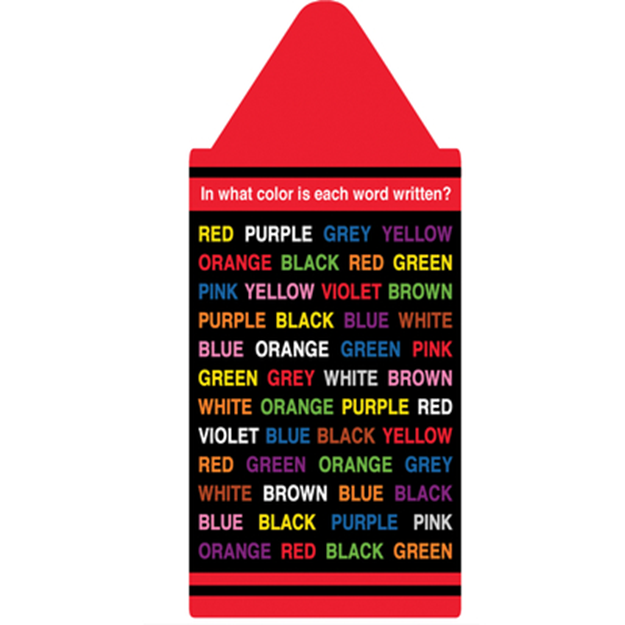 In what color is each word written?
RED PURPLE GREY YELLOW
ORANGE BLACK RED GREEN
PINK YELLOW VIOLET BROWN
PURPLE BLACK BLUE WHITE
BLUE ORANGE GREEN PINK
GREEN GREY WHITE BROWN
WHITE ORANGE PURPLE RED
VIOLET BLUE BLACK YELLOW
RED GREEN ORANGE GREY
WHITE BROWN BLUE BLACK
BLUE BLACK PURPLE PINK
ORANGE RED BLACK GREEN